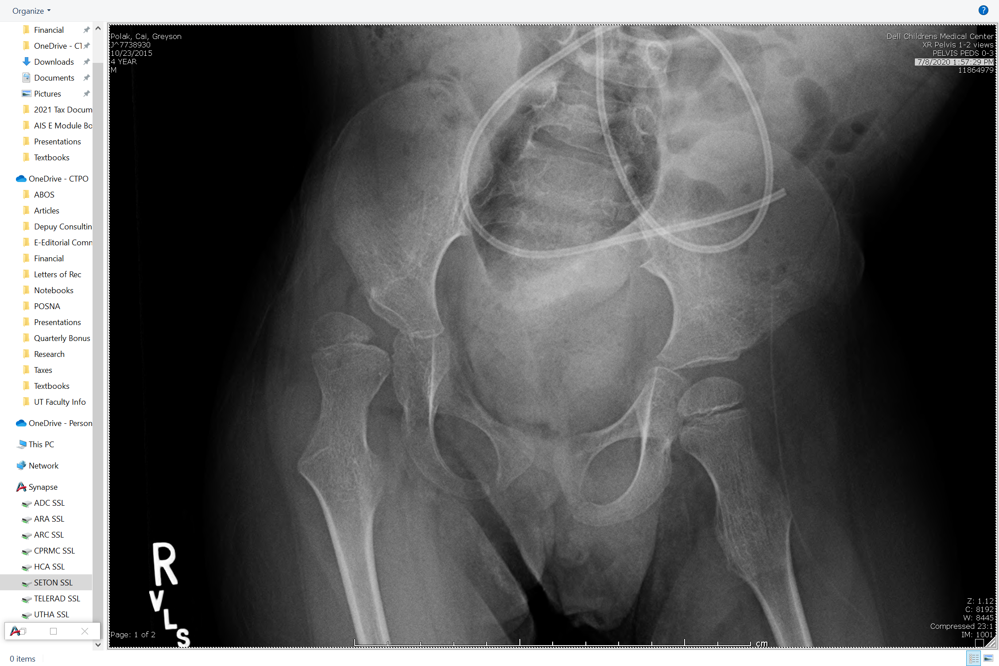 Organize
Financial
OneDrive - CT
Downloads
Documents
Pictures
2021 Tax Docum
AIS E Module Bo
Presentations
Textbooks
OneDrive - CTPO
ABOS
Articles
Depuy Consultin
E-Editorial Comm
Financial
Letters of Rec
Notebooks
POSNA
Presentations
Quarterly Bonus
Research
Taxes
Textbooks
UT Faculty Info
OneDrive - Person
This PC
Network
Synapse
ADC SSL
ARA SSL
ARC SSL
CPRMC SSL
HCA SSL
SETON SSL
TELERAD SSL
UTHA SSL
0 items
Polak, Cai, Greyson
J^7738930
10/23/2015
4 YEAR
M
Dell Childrens Medical Center
XR Pelvis 1-2 views
PELVIS PEDS 0-3
7/8/2020 1:57:29 PM
11864979
R
VLS
Page: 1 of 2
cm
Z: 1.12
C: 8192
W: 8445
Compressed 23:1
IM: 1001